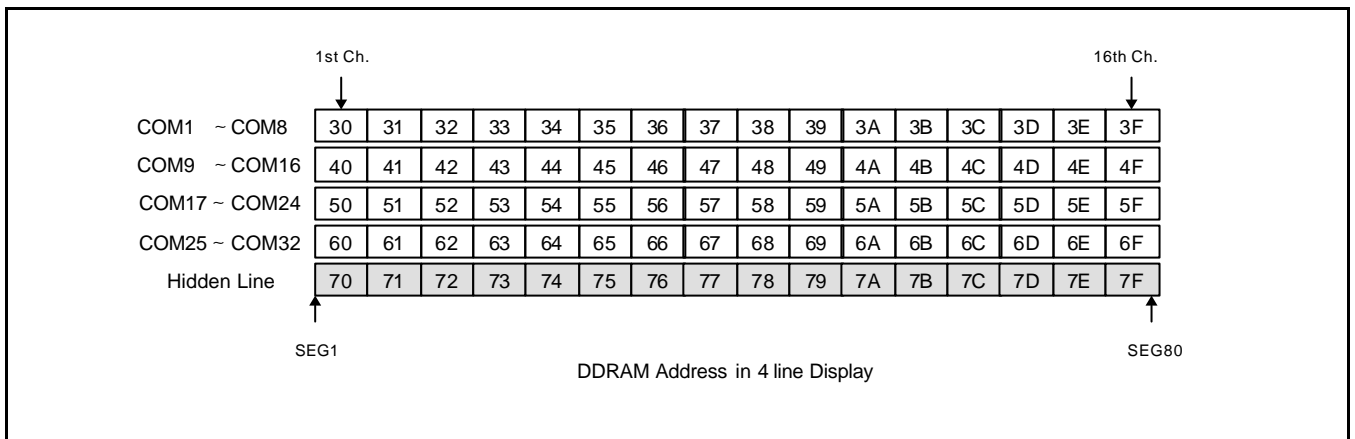 1st Ch. 16th Ch.
COM1 ~ COM8 30 31 32 33 34 35 36 37 38 39 3A 3B 3C 3D 3E 3F
COM9 ~ COM16 40 41 42 43 44 45 46 47 48 49 4A 4B 4C 4D 4E 4F
COM17 ~ COM24 50 51 52 53 54 55 56 57 58 59 5A 5B 5C 5D 5E 5F
COM25 ~ COM32 60 61 62 63 64 65 66 67 68 69 6A 6B 6C 6D 6E 6F
Hidden Line 70 71 72 73 74 75 76 77 78 79 7A 7B 7C 7D 7E 7F
SEG1 SEG80
DDRAM Address in 4 line Display